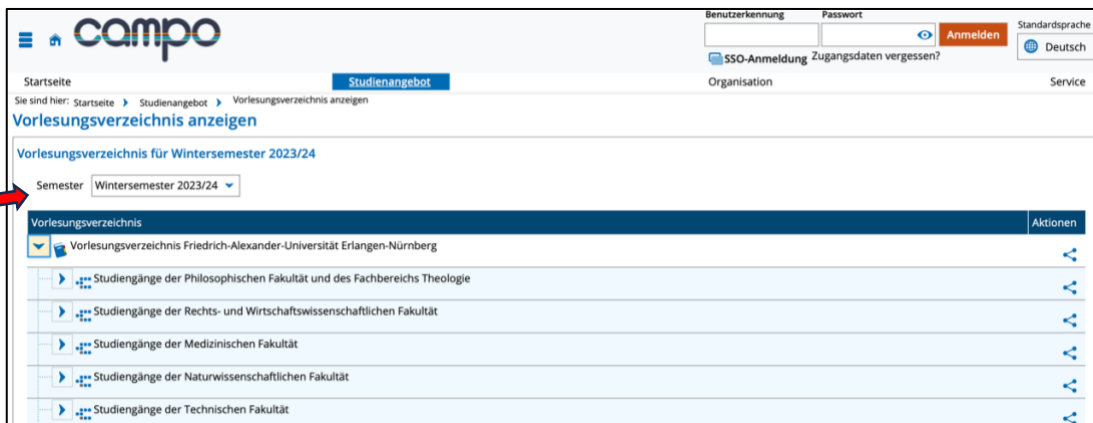 campo
Benutzerkennung Passwort
Anmelden
SSO-Anmeldung Zugangsdaten vergessen?
Standardsprache
Deutsch
Startseite Studienangebot Organisation Service
Sie sind hier: Startseite Studienangebot Vorlesungsverzeichnis anzeigen
Vorlesungsverzeichnis anzeigen
Vorlesungsverzeichnis für Wintersemester 2023/24
Semester Wintersemester 2023/24
Vorlesungsverzeichnis Aktionen
Vorlesungsverzeichnis Friedrich-Alexander-Universität Erlangen-Nürnberg
Studiengänge der Philosophischen Fakultät und des Fachbereichs Theologie
Studiengänge der Rechts- und Wirtschaftswissenschaftlichen Fakultät
Studiengänge der Medizinischen Fakultät
Studiengänge der Naturwissenschaftlichen Fakultät
Studiengänge der Technischen Fakultät